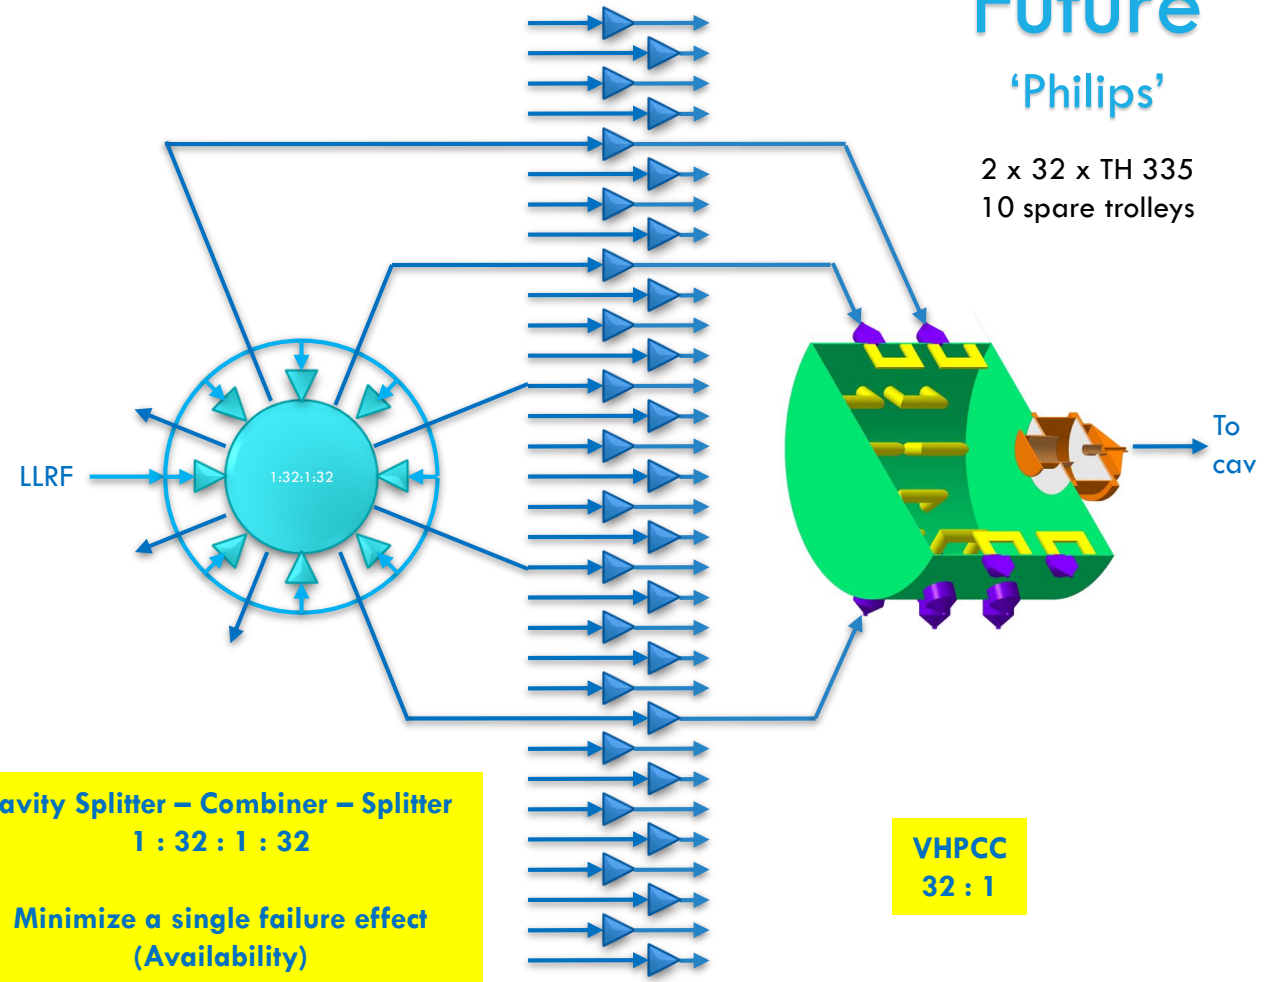 Future
‘Philips’
2 x 32 x TH 335
10 spare trolleys
LLRF
1:32:1:32
To
cav
avity Splitter – Combiner – Splitter
1 : 32 : 1 : 32
Minimize a single failure effect
(Availability)
VHPCC
32 : 1